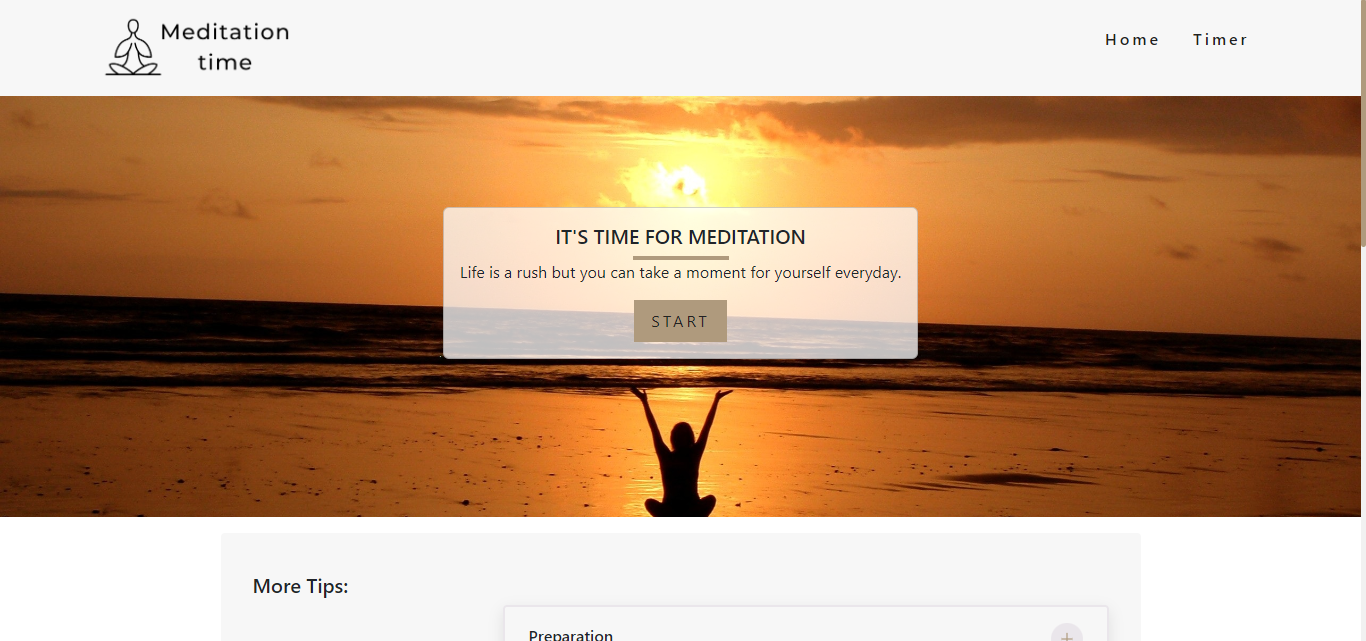 Meditation
time
Home Timer
IT'S TIME FOR MEDITATION
Life is a rush but you can take a moment for yourself everyday.
START
More Tips:
Preparation
+